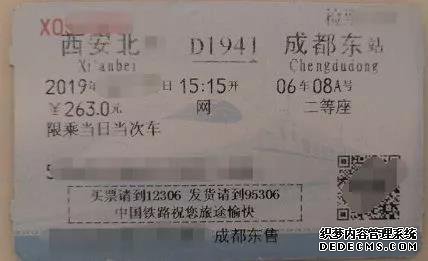 X0 检
西安北 D1941 成都东站
Xi'anbei Chengdudong
2019年 日 15:15开 06车08A号
￥263.0元 网 二等座
限乘当日当次车
5
买票请到12306 发货请到95306
中国铁路祝您旅途愉快
成都东售
织梦内容管理系统
DEDECMS.COM